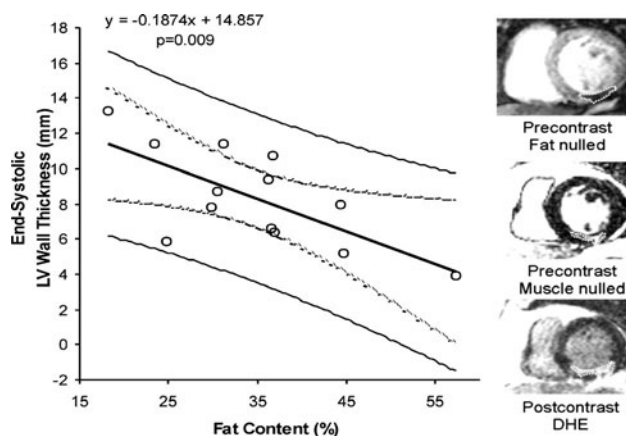 y = -0.1874x + 14.857
p=0.009
18
16
14
12
10
8
6
4
2
0
-2
End-Systolic
LV Wall Thickness (mm)
15
25
35
45
55
Fat Content (%)
Precontrast
Fat nulled
Precontrast
Muscle nulled
Postcontrast
DHE